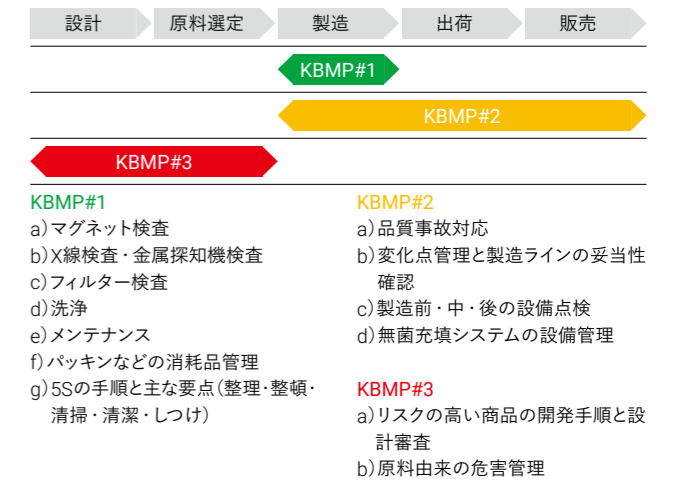 設計 原料選定 製造 出荷 販売
KBMP#1
KBMP#2
KBMP#3
KBMP#1
a)マグネット検査
b)X線検査・金属探知機検査
c)フィルター検査
d)洗浄
e)メンテナンス
f)パッキンなどの消耗品管理
g)5Sの手順と主な要点(整理・整頓・
清掃・清潔・しつけ)
KBMP#2
a)品質事故対応
b)変化点管理と製造ラインの妥当性
確認
c)製造前・中・後の設備点検
d)無菌充填システムの設備管理
KBMP#3
a)リスクの高い商品の開発手順と設
計審査
b)原料由来の危害管理